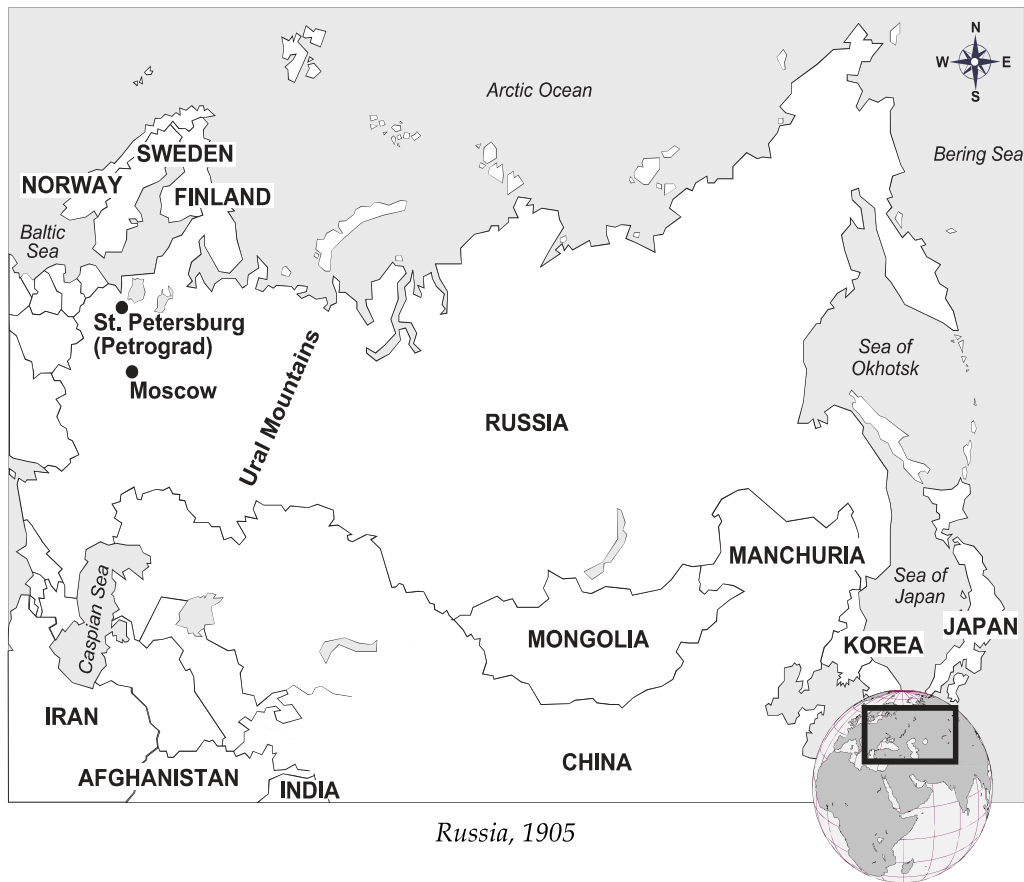 N
W E
S
Arctic Ocean
Bering Sea
SWEDEN
NORWAY
FINLAND
Baltic
Sea
St. Petersburg
(Petrograd)
Moscow
Ural Mountains
RUSSIA
Sea of
Okhotsk
MANCHURIA
Sea of
Japan
JAPAN
KOREA
MONGOLIA
Caspian Sea
IRAN
AFGHANISTAN
INDIA
CHINA
Russia, 1905